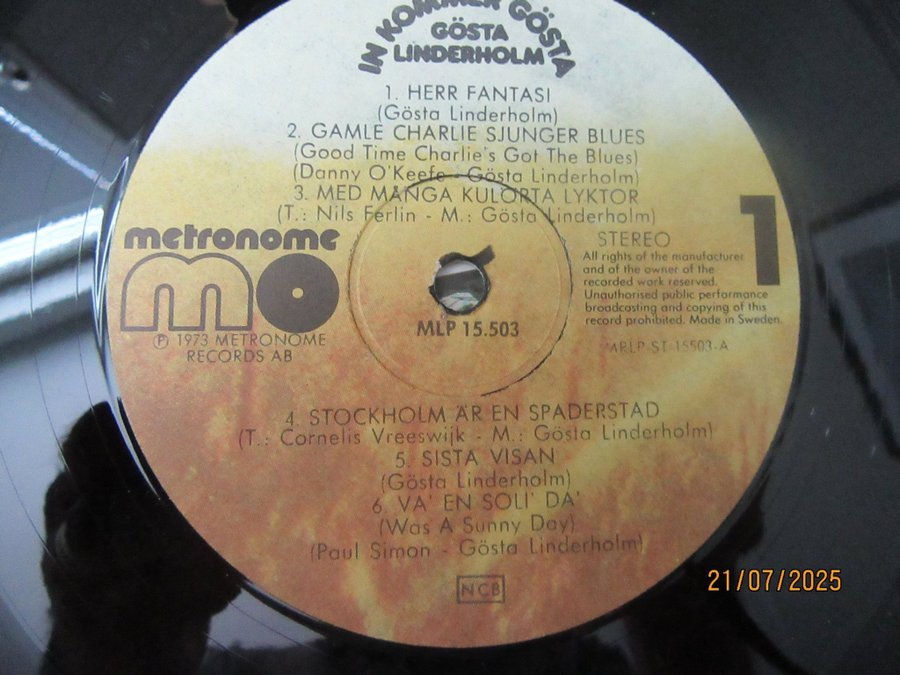 IN KOMMER GÖSTA
GÖSTA
LINDERHOLM
1. HERR FANTASI
(Gösta Linderholm)
2. GAMLE CHARLIE SJUNGER BLUES
(Good Time Charlie's Got The Blues)
(Danny O'Keefe - Gösta Linderholm)
3. MED MÅNGA KULÖRTA LYKTOR
(T.: Nils Ferlin - M.: Gösta Linderholm)
metronome
mo
Ⓟ 1973 METRONOME
RECORDS AB
MLP 15.503
1
STEREO
All rights of the manufacturer
and of the owner of the
recorded work reserved.
Unauthorised public performance
broadcasting and copying of this
record prohibited. Made in Sweden.
MRLP-ST-15503-A
4. STOCKHOLM ÄR EN SPADERSTAD
(T.: Cornelis Vreeswijk - M.: Gösta Linderholm)
5. SISTA VISAN
(Gösta Linderholm)
6. VA' EN SOLI' DA'
(Was A Sunny Day)
(Paul Simon - Gösta Linderholm)
NCB
21/07/2025